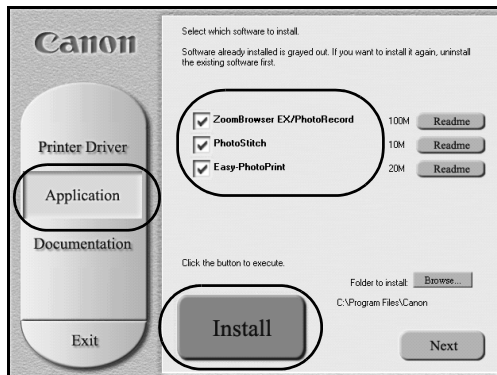 Canon
Printer Driver
Application
Documentation
Exit
Select which software to install.
Software already installed is grayed out. If you want to install it again, uninstall
the existing software first.
ZoomBrowser EX/PhotoRecord 100M Readme
PhotoStitch 10M Readme
Easy-PhotoPrint 20M Readme
Click the button to execute.
Folder to install: Browse...
C:\Program Files\Canon
Install
Next